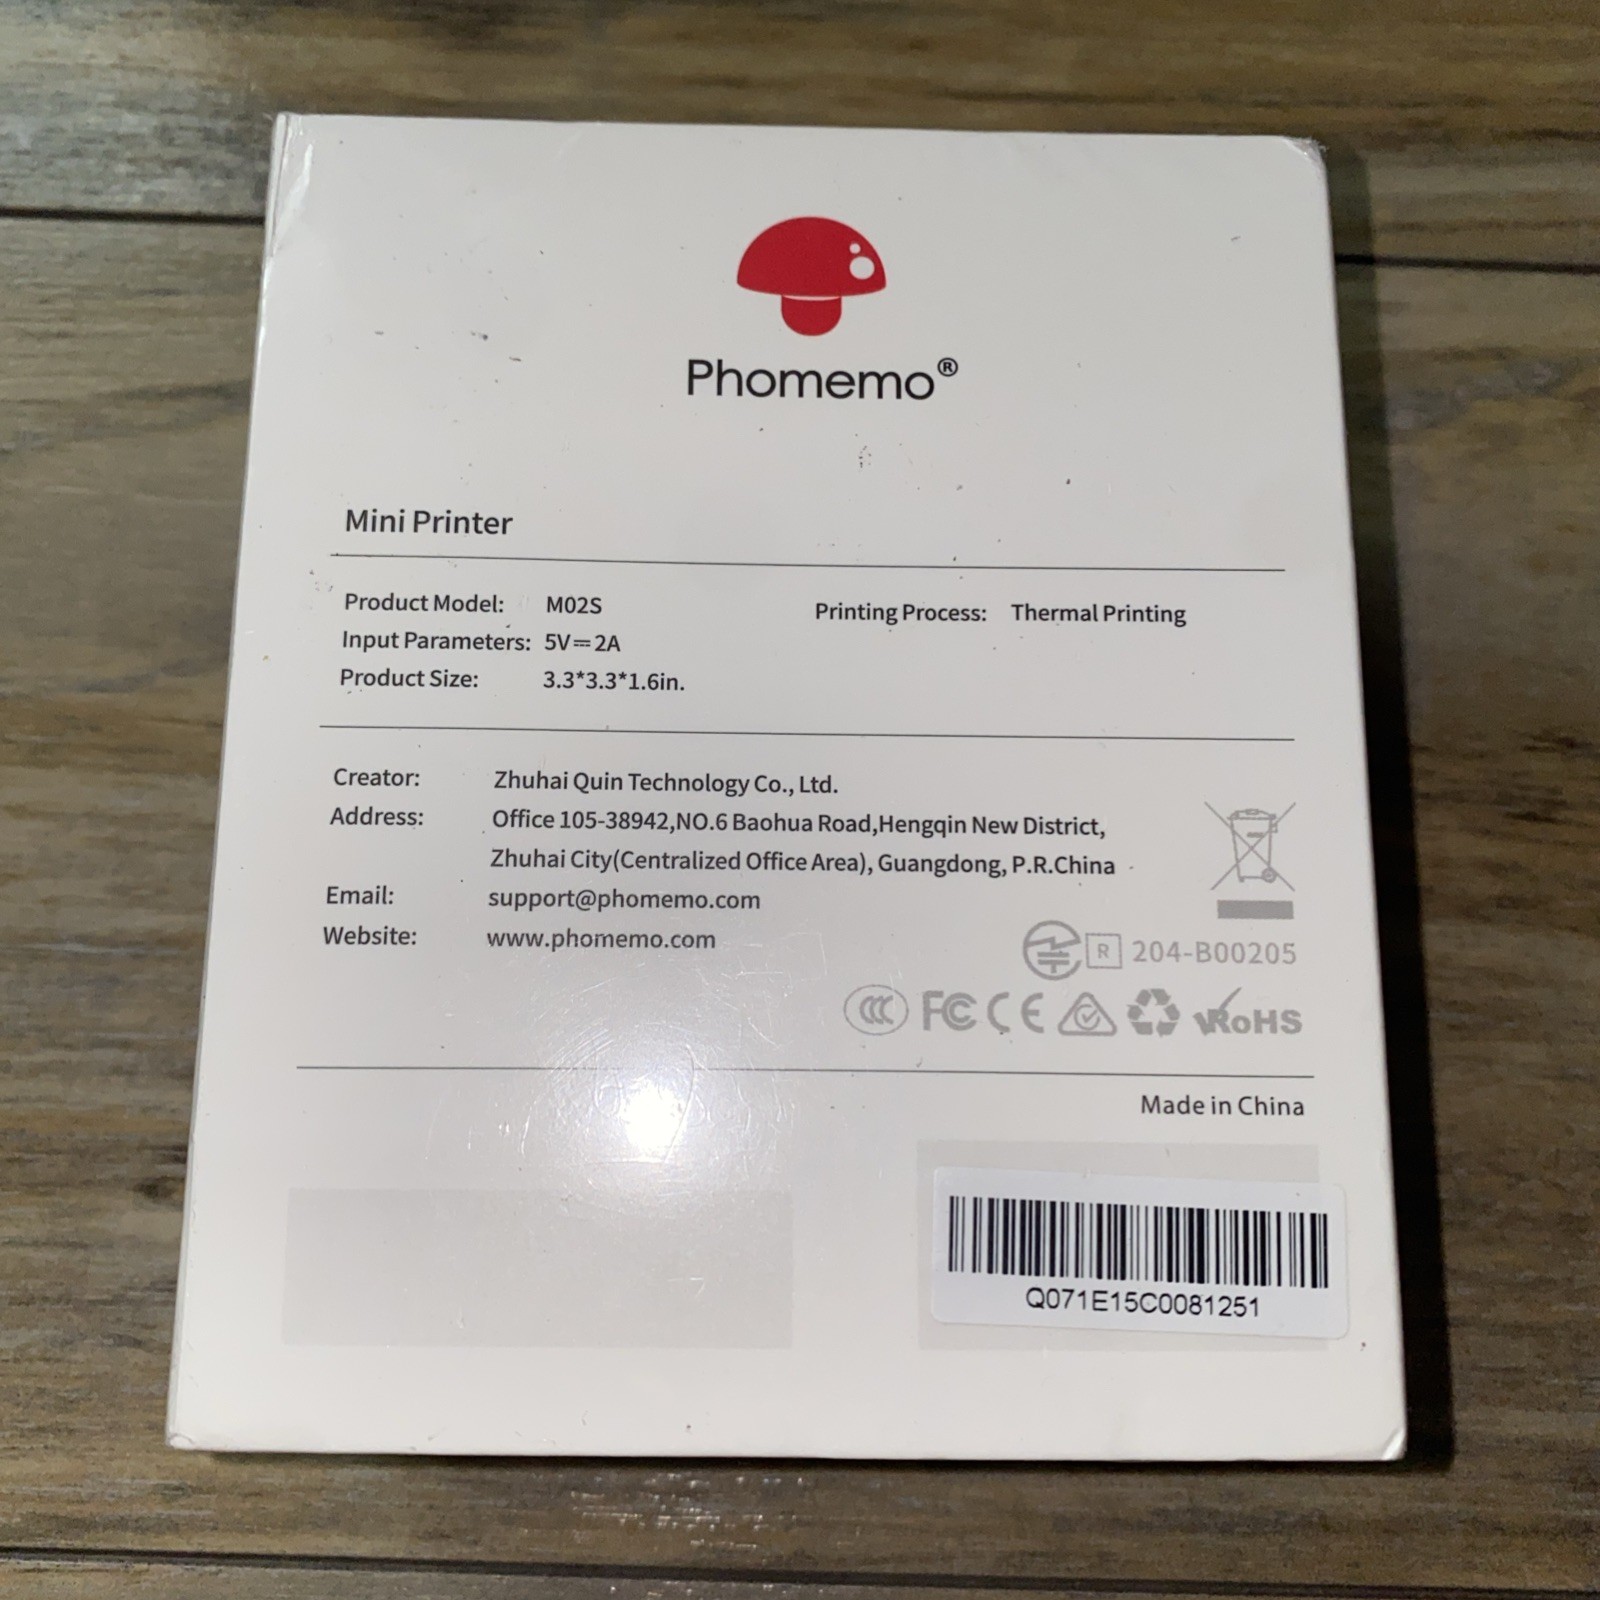 Phomemo®
Mini Printer
Product Model: M02S Printing Process: Thermal Printing
Input Parameters: 5V⎓2A
Product Size: 3.3*3.3*1.6in.
Creator: Zhuhai Quin Technology Co., Ltd.
Address: Office 105-38942,NO.6 Baohua Road,Hengqin New District,
Zhuhai City(Centralized Office Area), Guangdong, P.R.China
Email: support@phomemo.com
Website: www.phomemo.com
R 204-B00205
CCC FC CE RoHS
Made in China
Q071E15C0081251